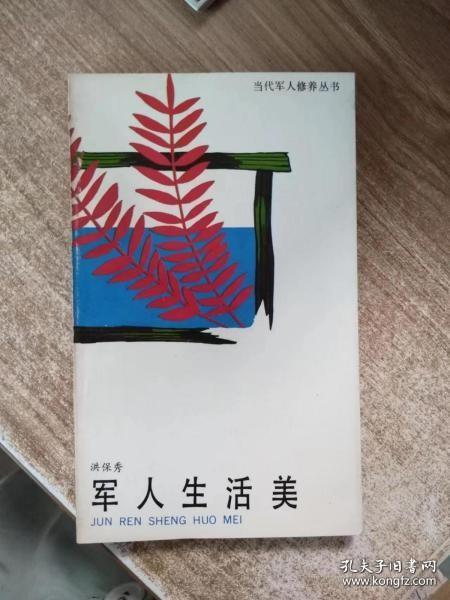 当代军人修养丛书
洪保秀
军人生活美
JUN REN SHENG HUO MEI
孔夫子旧书网
www.kongfz.com